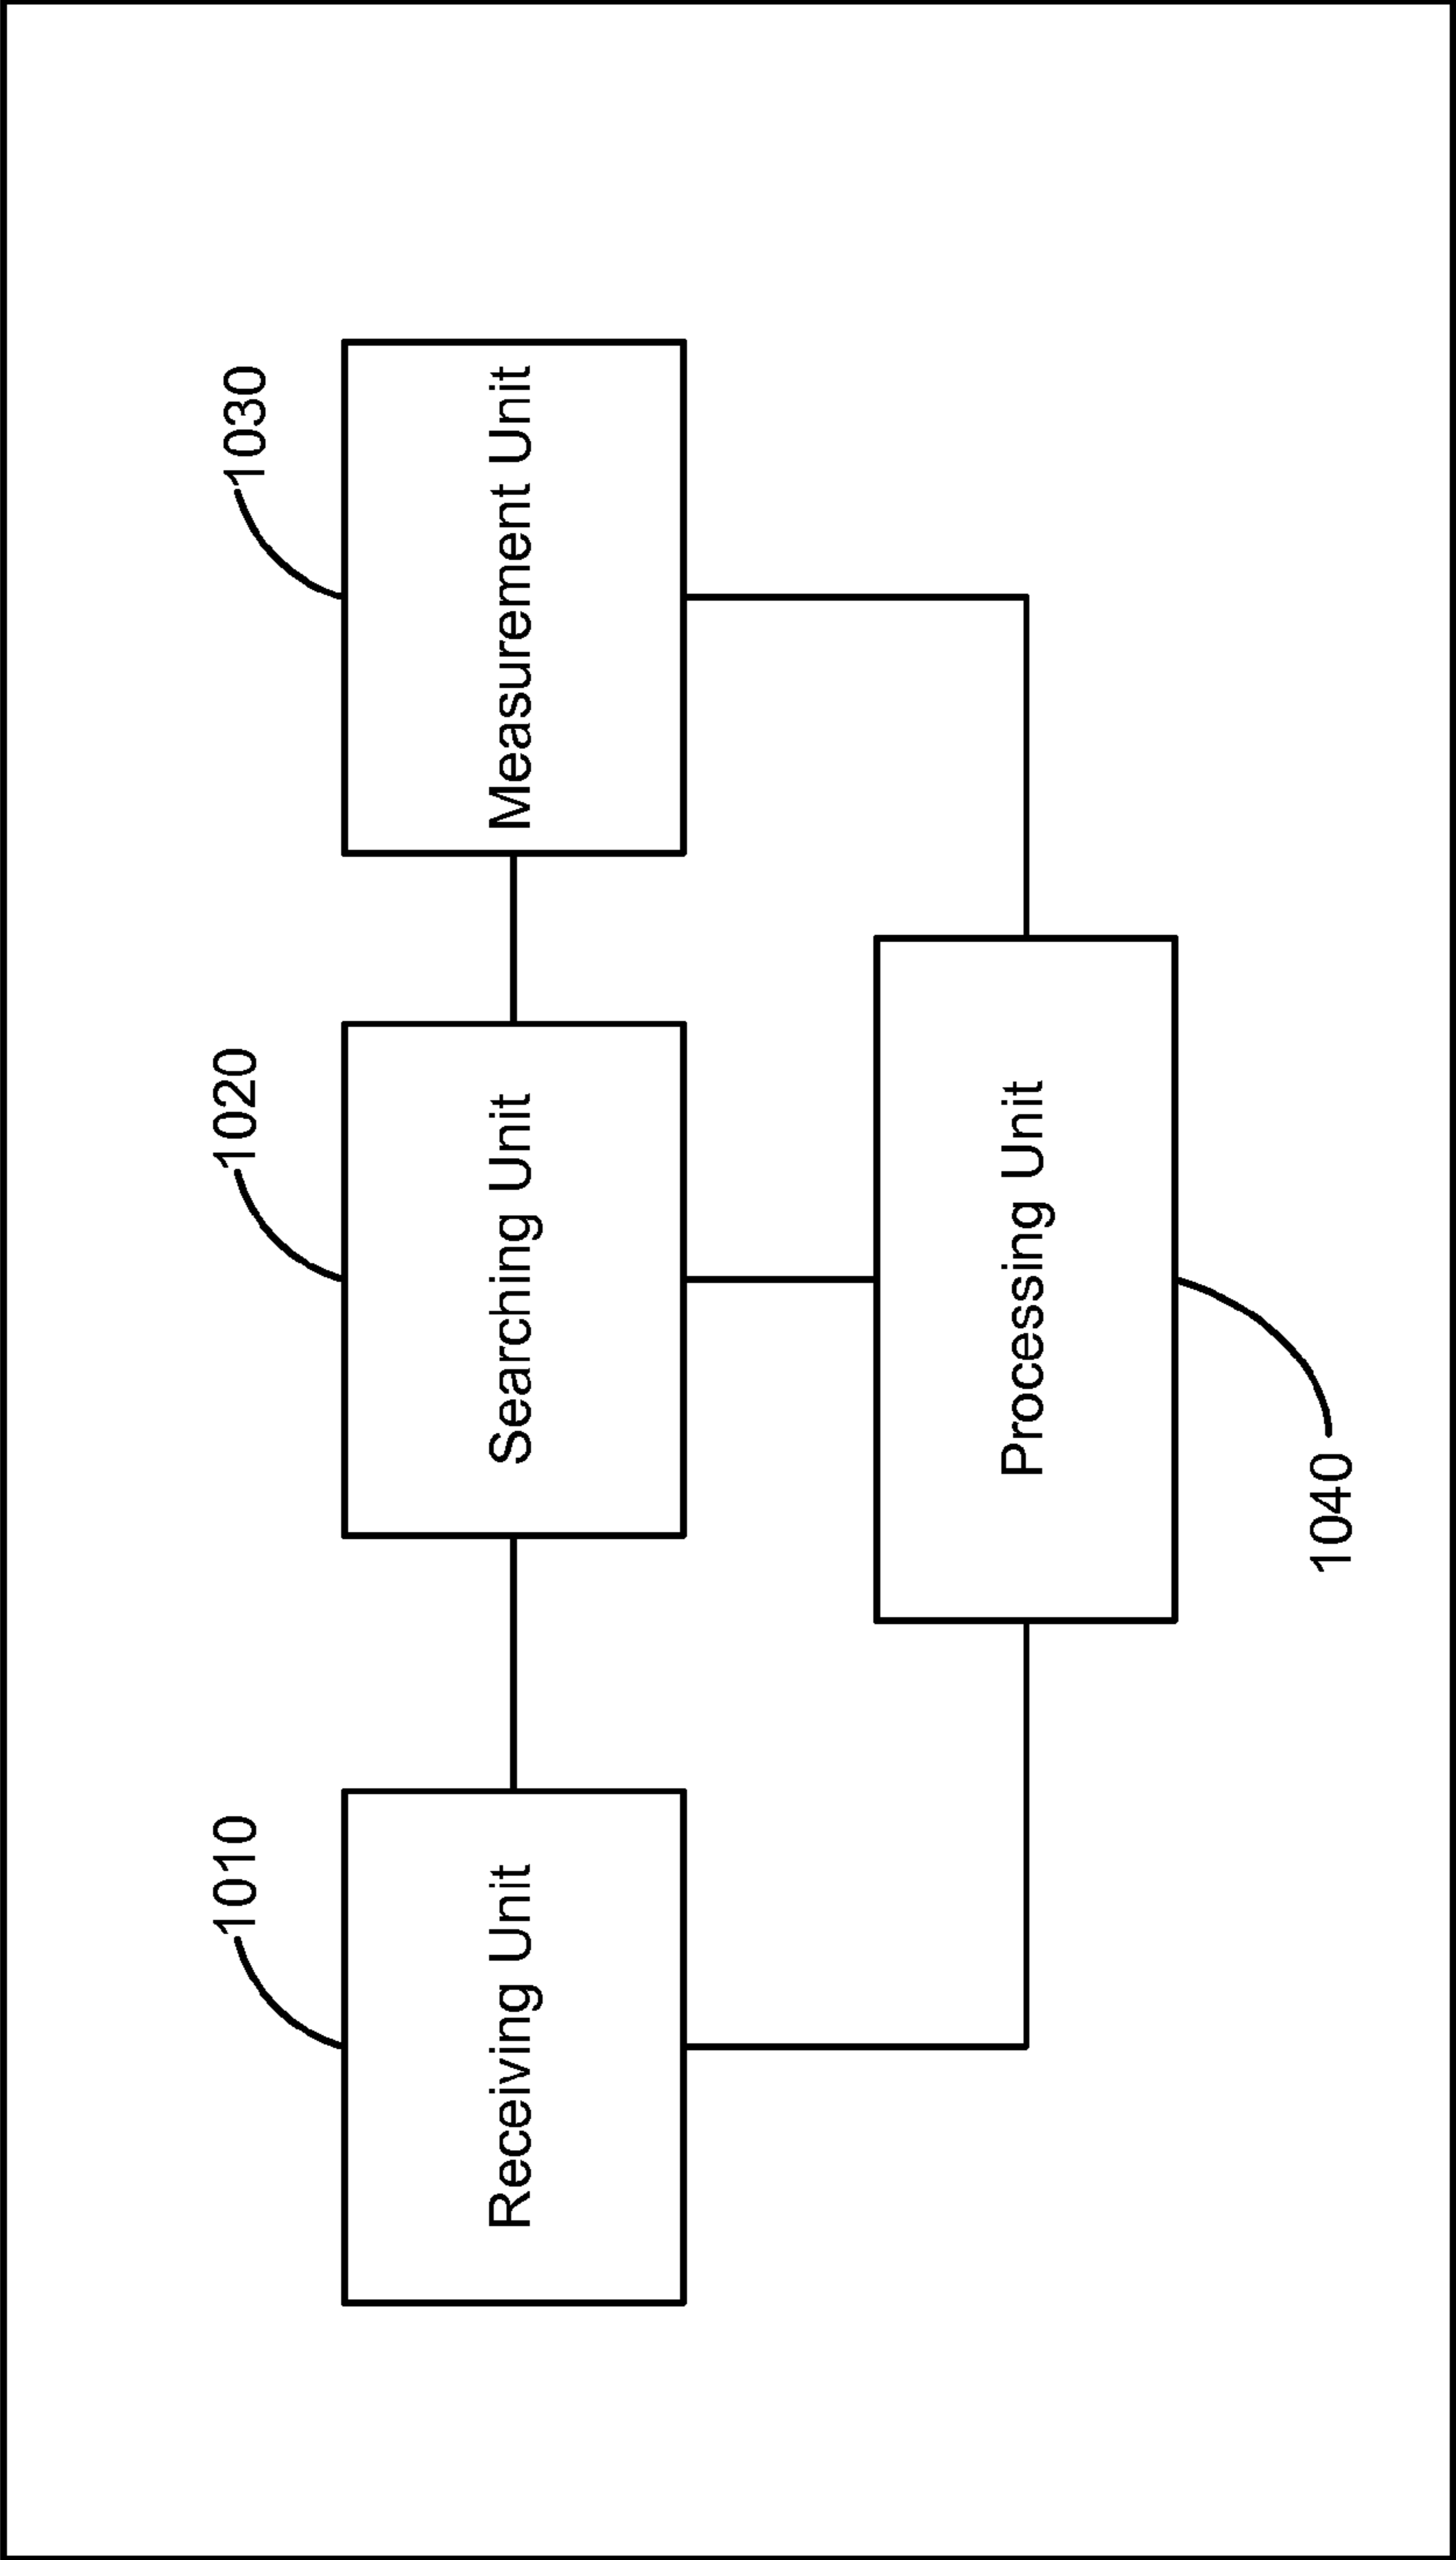 1010
1020
1030
Receiving Unit
Searching Unit
Measurement Unit
Processing Unit
1040